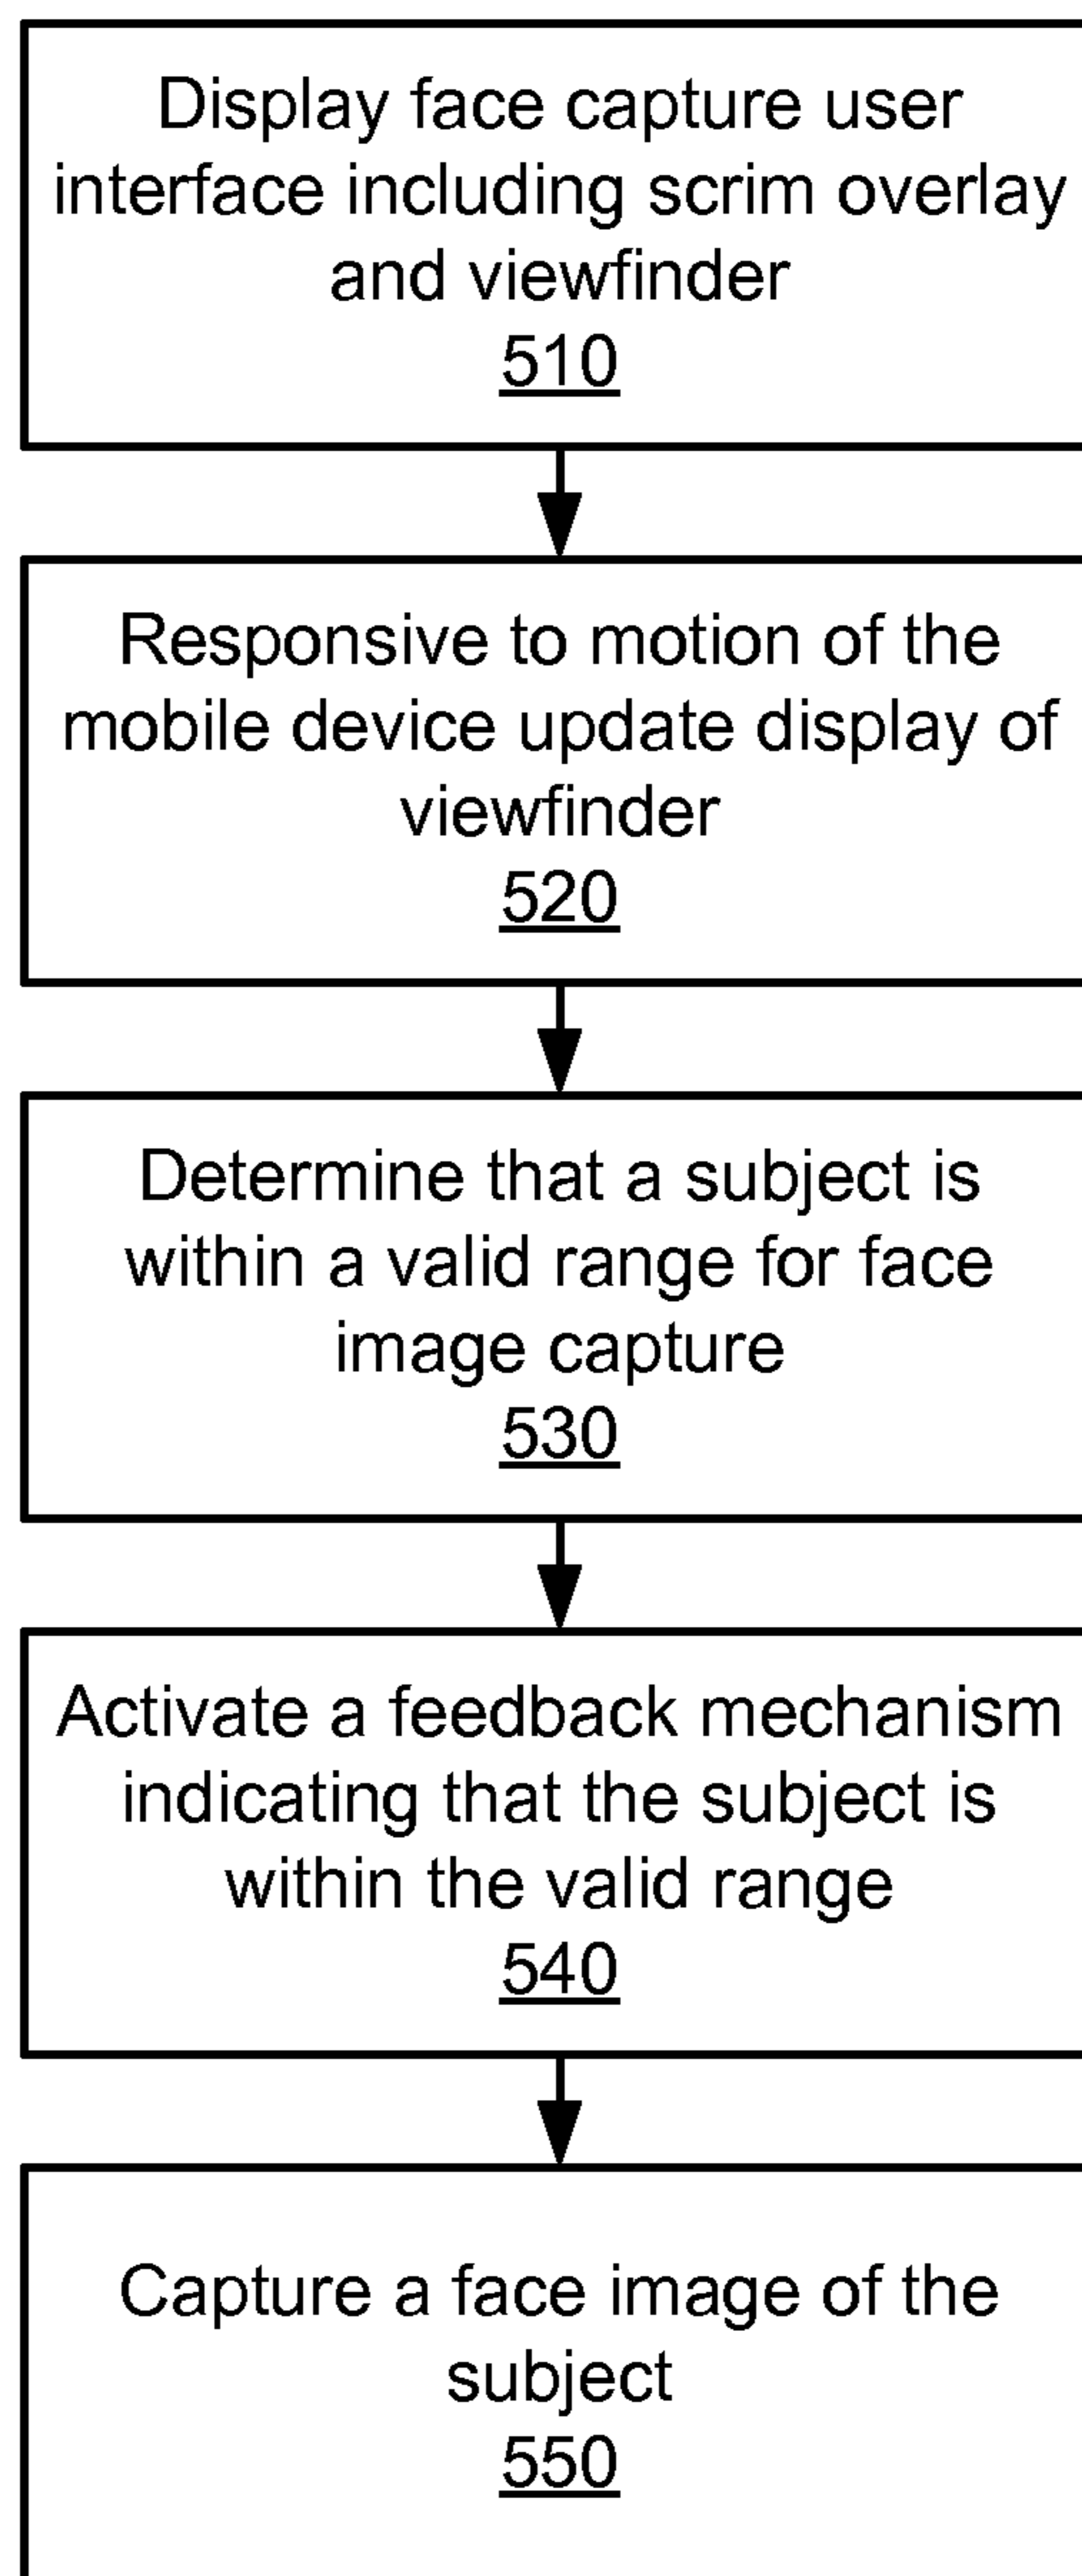 Display face capture user
interface including scrim overlay
and viewfinder
510
Responsive to motion of the
mobile device update display of
viewfinder
520
Determine that a subject is
within a valid range for face
image capture
530
Activate a feedback mechanism
indicating that the subject is
within the valid range
540
Capture a face image of the
subject
550